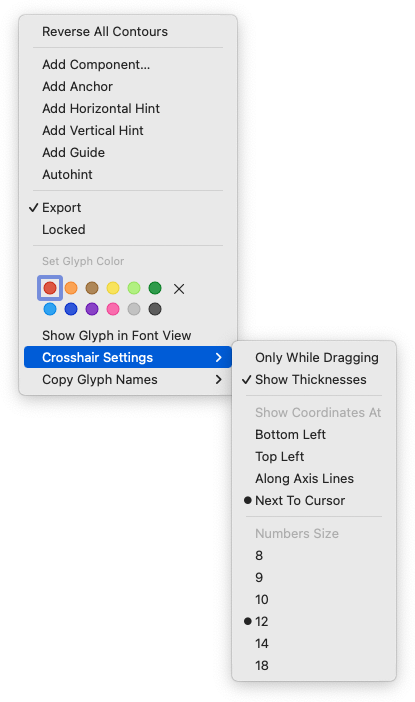 Reverse All Contours
Add Component...
Add Anchor
Add Horizontal Hint
Add Vertical Hint
Add Guide
Autohint
✓ Export
Locked
Set Glyph Color
Show Glyph in Font View
Crosshair Settings
Copy Glyph Names
Only While Dragging
✓ Show Thicknesses
Show Coordinates At
Bottom Left
Top Left
Along Axis Lines
● Next To Cursor
Numbers Size
8
9
10
● 12
14
18